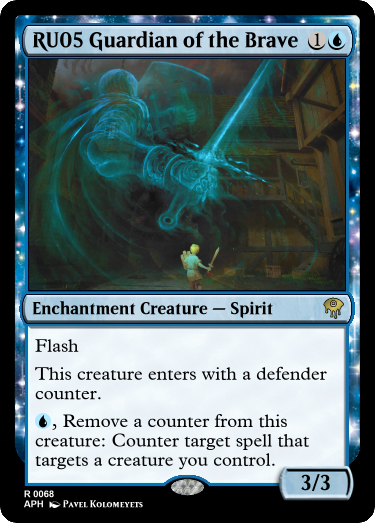 RU05 Guardian of the Brave 1
Enchantment Creature — Spirit
Flash
This creature enters with a defender
counter.
, Remove a counter from this
creature: Counter target spell that
targets a creature you control.
3/3
R 0068
APH PAVEL KOLOMEYETS